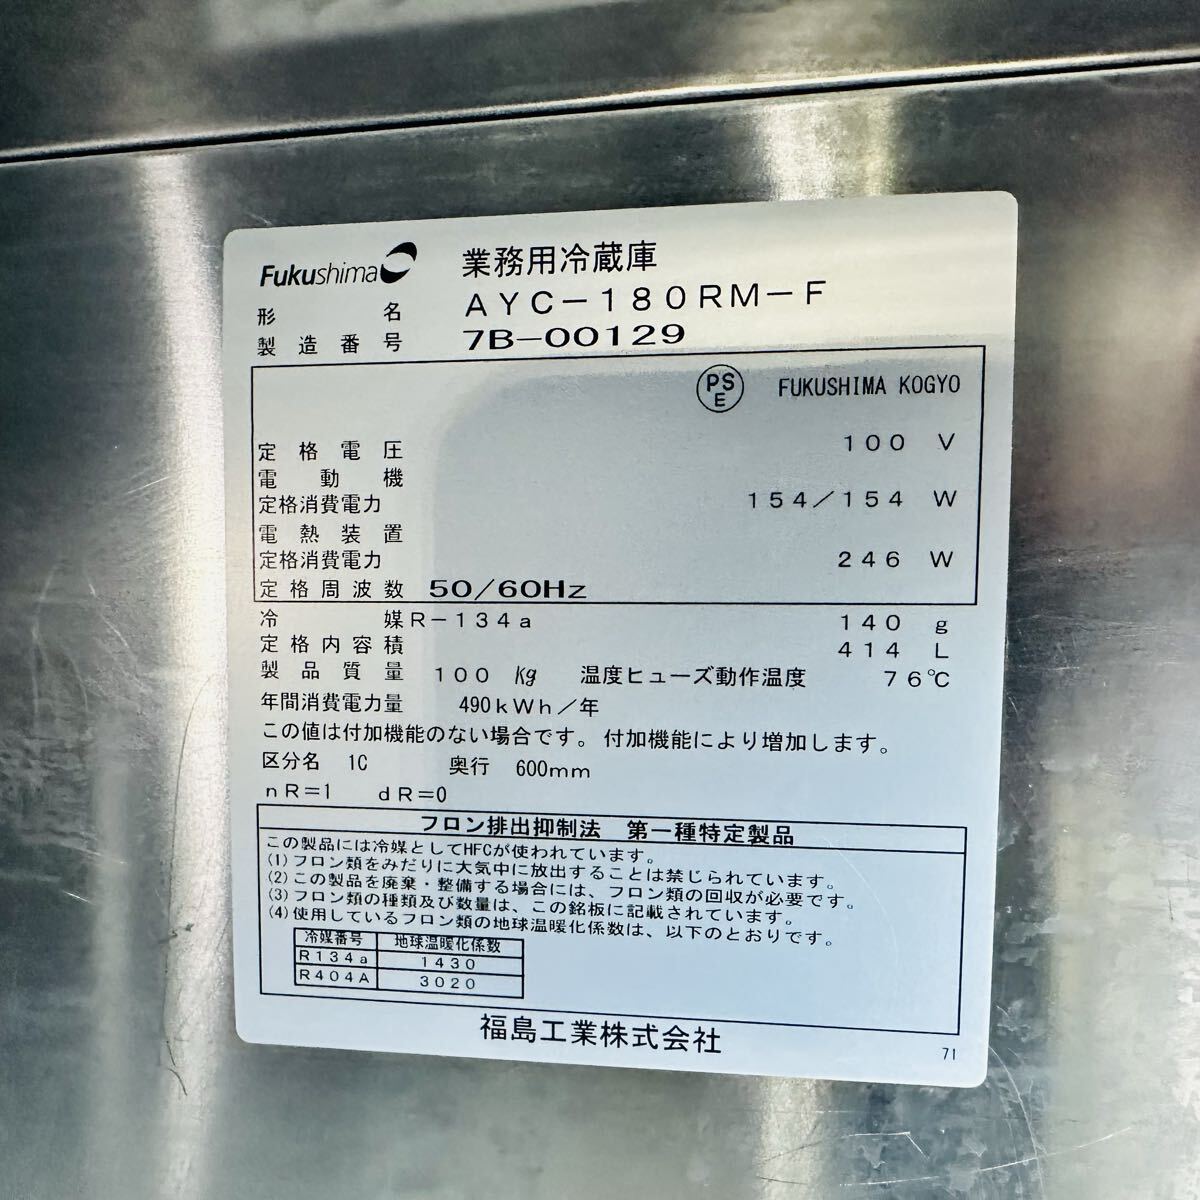 Fukushima 業務用冷蔵庫
形名 AYC-180RM-F
製造番号 7B-00129
PSE FUKUSHIMA KOGYO
定格電圧 100 V
電動機
定格消費電力 154/154 W
電熱装置
定格消費電力 246 W
定格周波数 50/60Hz
冷媒 R-134a 140 g
定格内容積 414 L
製品質量 100 kg 温度ヒューズ動作温度 76℃
年間消費電力量 490kWh/年
この値は付加機能のない場合です。付加機能により増加します。
区分名 1C 奥行 600mm
nR=1 dR=0
フロン排出抑制法 第一種特定製品
この製品には冷媒としてHFCが使われています。
(1)フロン類をみだりに大気中に放出することは禁じられています。
(2)この製品を廃棄・整備する場合には、フロン類の回収が必要です。
(3)フロン類の種類及び数量は、この銘板に記載されています。
(4)使用しているフロン類の地球温暖化係数は、以下のとおりです。
冷媒番号 地球温暖化係数
R134a 1430
R404A 3020
福島工業株式会社
71